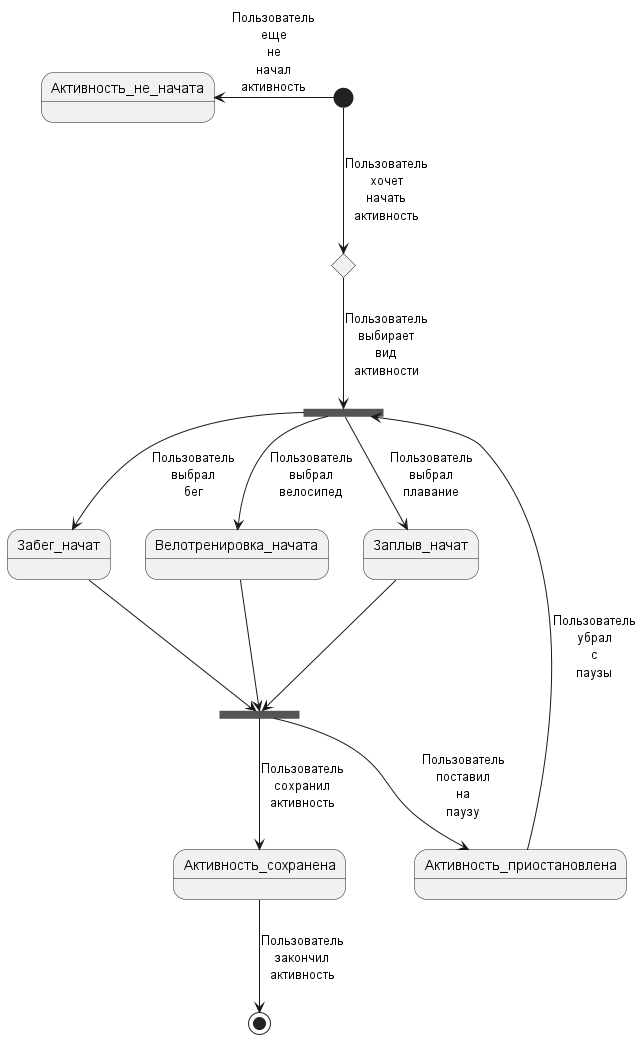 Пользователь
еще
не
начал
активность
Активность_не_начата
Пользователь
хочет
начать
активность
Пользователь
выбирает
вид
активности
Пользователь
выбрал
бег
Пользователь
выбрал
велосипед
Пользователь
выбрал
плавание
Забег_начат
Велотренировка_начата
Заплыв_начат
Пользователь
убрал
с
паузы
Пользователь
сохранил
активность
Пользователь
поставил
на
паузу
Активность_сохранена
Активность_приостановлена
Пользователь
закончил
активность